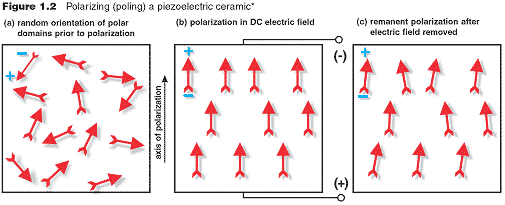 Figure 1.2 Polarizing (poling) a piezoelectric ceramic*
(a) random orientation of polar
domains prior to polarization
(b) polarization in DC electric field
(c) remanent polarization after
electric field removed
−
+
axis of polarization
+
−
(-)
(+)
+
−